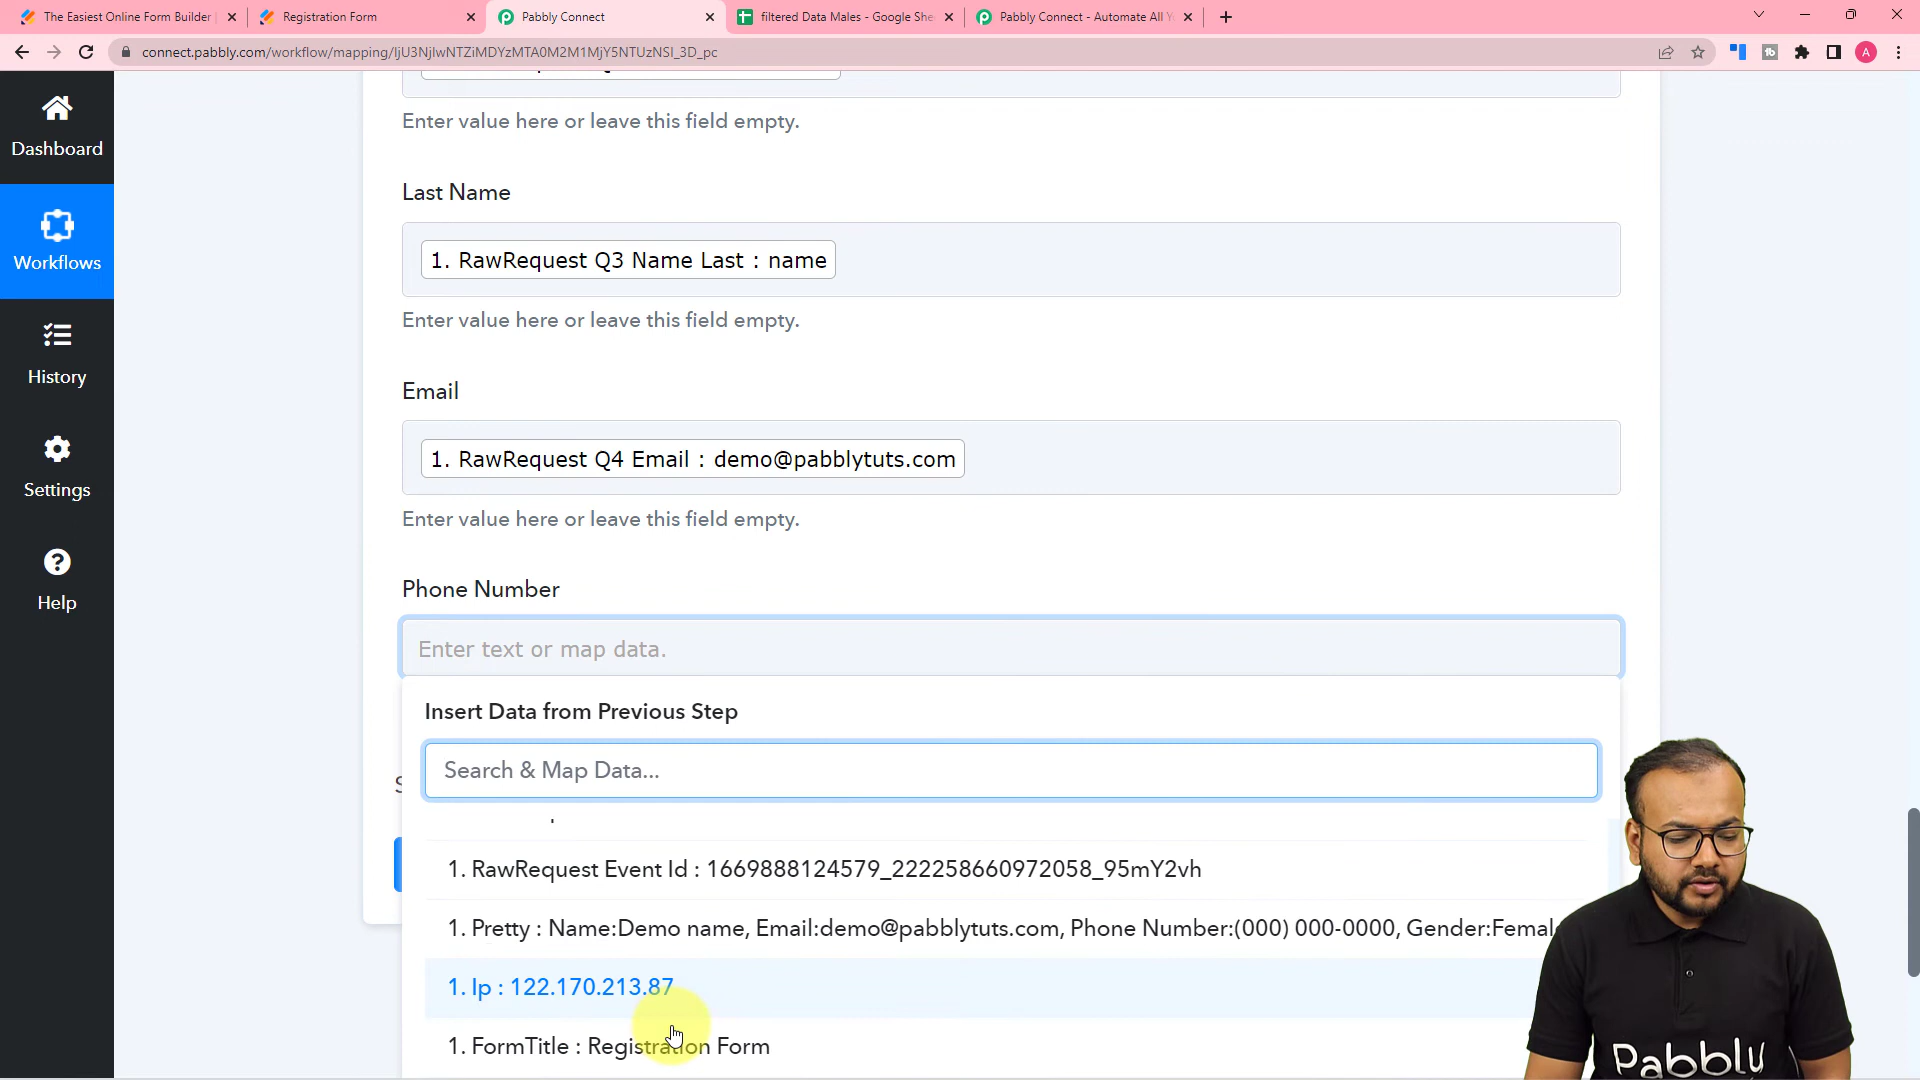 The Easiest Online Form Builder
Registration Form
Pabbly Connect
filtered Data Males - Google She
Pabbly Connect - Automate All Y
connect.pabbly.com/workflow/mapping/IjU3NjIwNTZiMDYzMTA0M2M1MjY5NTUzNSI_3D_pc
A
Dashboard
Workflows
History
Settings
Help
Enter value here or leave this field empty.
Last Name
1. RawRequest Q3 Name Last : name
Enter value here or leave this field empty.
Email
1. RawRequest Q4 Email : demo@pabblytuts.com
Enter value here or leave this field empty.
Phone Number
Enter text or map data.
Insert Data from Previous Step
Search & Map Data...
1. RawRequest Event Id : 1669888124579_222258660972058_95mY2vh
1. Pretty : Name:Demo name, Email:demo@pabblytuts.com, Phone Number:(000) 000-0000, Gender:Female
1. Ip : 122.170.213.87
1. FormTitle : Registration Form
Pabbly